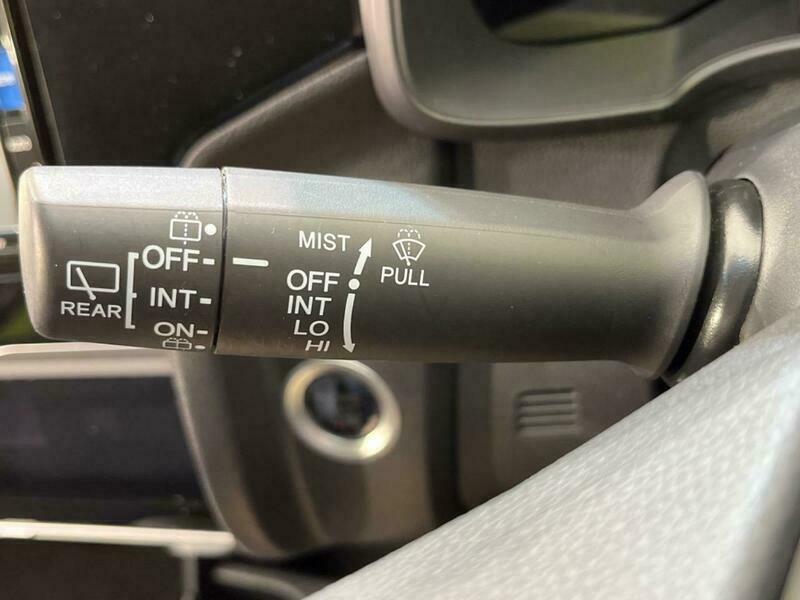 REAR
OFF
INT
ON
MIST
OFF
INT
LO
HI
PULL